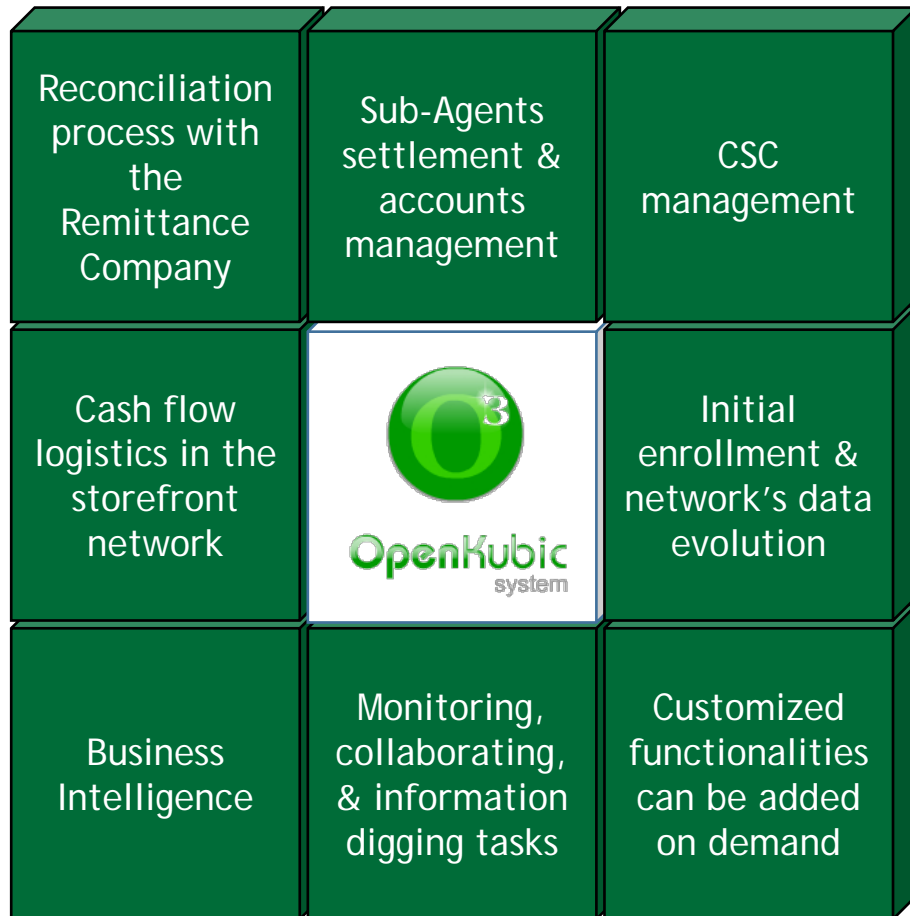 Reconciliation
process with
the
Remittance
Company
Sub-Agents
settlement &
accounts
management
CSC
management
Cash flow
logistics in the
storefront
network
O3
OpenKubic
system
Initial
enrollment &
network's data
evolution
Business
Intelligence
Monitoring,
collaborating,
& information
digging tasks
Customized
functionalities
can be added
on demand